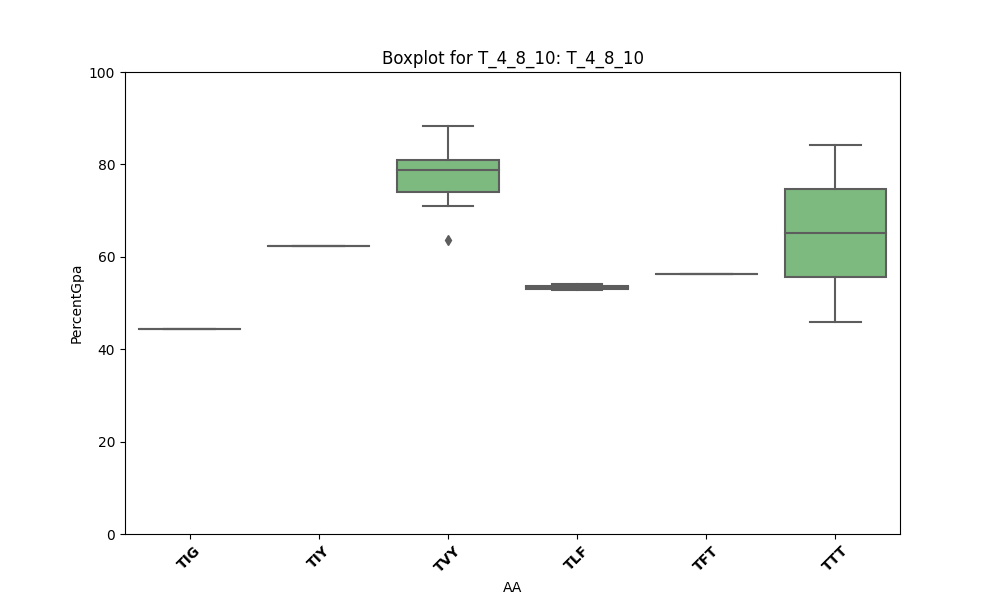 Boxplot for T_4_8_10: T_4_8_10
100
80
60
40
20
0
PercentGpa
TIG
TIY
TVY
TLF
TFT
TTT
AA